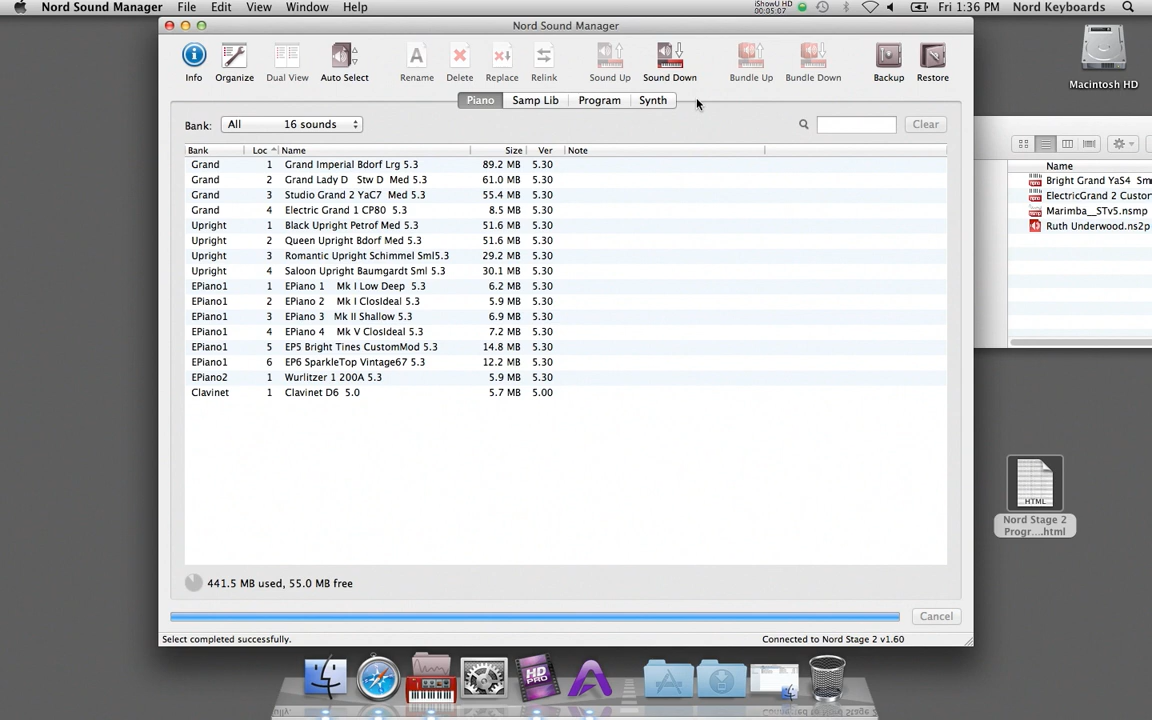 Nord Sound Manager File Edit View Window Help iShowU HD 00:05:07 Fri 1:36 PM Nord Keyboards
Nord Sound Manager
Info Organize Dual View Auto Select Rename Delete Replace Relink Sound Up Sound Down Bundle Up Bundle Down Backup Restore
Macintosh HD
Piano Samp Lib Program Synth
Bank: All 16 sounds Clear
Bank Loc Name Size Ver Note
Grand 1 Grand Imperial Bdorf Lrg 5.3 89.2 MB 5.30
Grand 2 Grand Lady D Stw D Med 5.3 61.0 MB 5.30
Grand 3 Studio Grand 2 YaC7 Med 5.3 55.4 MB 5.30
Grand 4 Electric Grand 1 CP80 5.3 8.5 MB 5.30
Upright 1 Black Upright Petrof Med 5.3 51.6 MB 5.30
Upright 2 Queen Upright Bdorf Med 5.3 51.6 MB 5.30
Upright 3 Romantic Upright Schimmel Sml5.3 29.2 MB 5.30
Upright 4 Saloon Upright Baumgardt Sml 5.3 30.1 MB 5.30
EPiano1 1 EPiano 1 Mk I Low Deep 5.3 6.2 MB 5.30
EPiano1 2 EPiano 2 Mk I ClosIdeal 5.3 5.9 MB 5.30
EPiano1 3 EPiano 3 Mk II Shallow 5.3 6.9 MB 5.30
EPiano1 4 EPiano 4 Mk V ClosIdeal 5.3 7.2 MB 5.30
EPiano1 5 EP5 Bright Tines CustomMod 5.3 14.8 MB 5.30
EPiano1 6 EP6 SparkleTop Vintage67 5.3 12.2 MB 5.30
EPiano2 1 Wurlitzer 1 200A 5.3 5.9 MB 5.30
Clavinet 1 Clavinet D6 5.0 5.7 MB 5.00
Name
Bright Grand YaS4 Sm
ElectricGrand 2 Custor
Marimba__STv5.nsmp
Ruth Underwood.ns2p
HTML
Nord Stage 2
Progr....html
441.5 MB used, 55.0 MB free
Cancel
Select completed successfully. Connected to Nord Stage 2 v1.60
HD
PRO